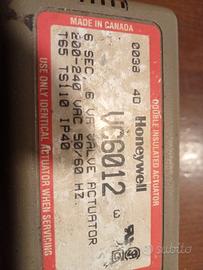 MADE IN CANADA
0038 4D
DOUBLE INSULATED ACTUATOR
Honeywell
VC6012
6 SEC, 6 VA VALVE ACTUATOR
200-240 VAC 50/60 HZ
T65 TS110 IP40
USE ONLY IDENTICAL
ACTUATOR WHEN SERVICING
subito